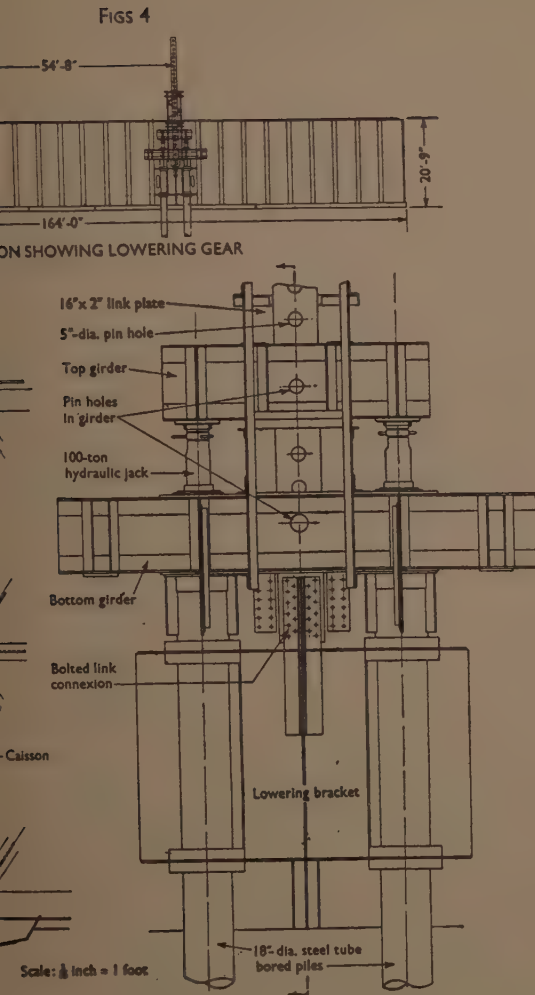 FIGS 4
54'-8"
20'-9"
164'-0"
ON SHOWING LOWERING GEAR
16"x 2" link plate
5"-dia. pin hole
Top girder
Pin holes
in girder
100-ton
hydraulic jack
Bottom girder
Bolted link
connexion
Caisson
Lowering bracket
18"-dia. steel tube
bored piles
Scale: inch = 1 foot